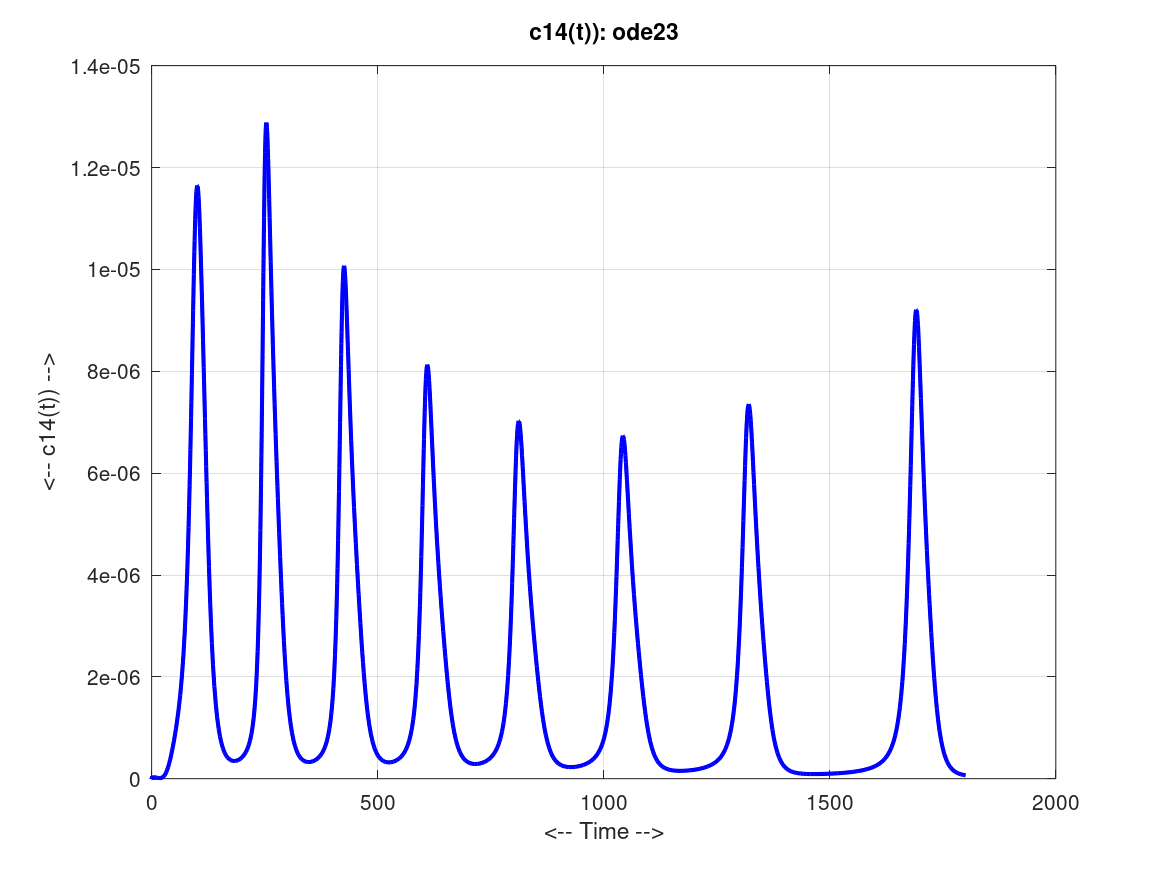 c14(t)): ode23
1.4e-05
1.2e-05
1e-05
8e-06
6e-06
4e-06
2e-06
0
<-- c14(t)) -->
0 500 1000 1500 2000
<-- Time -->